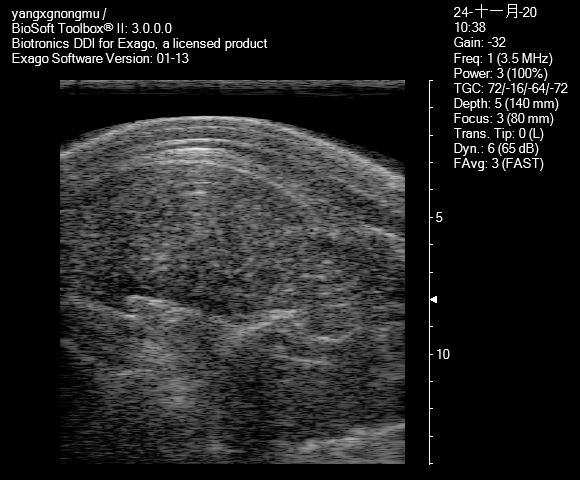 yangxgnongmu /
BioSoft Toolbox® II: 3.0.0.0
Biotronics DDI for Exago, a licensed product
Exago Software Version: 01-13
24-十一月-20
10:38
Gain: -32
Freq: 1 (3.5 MHz)
Power: 3 (100%)
TGC: 72/-16/-64/-72
Depth: 5 (140 mm)
Focus: 3 (80 mm)
Trans. Tip: 0 (L)
Dyn.: 6 (65 dB)
FAvg: 3 (FAST)
5
10